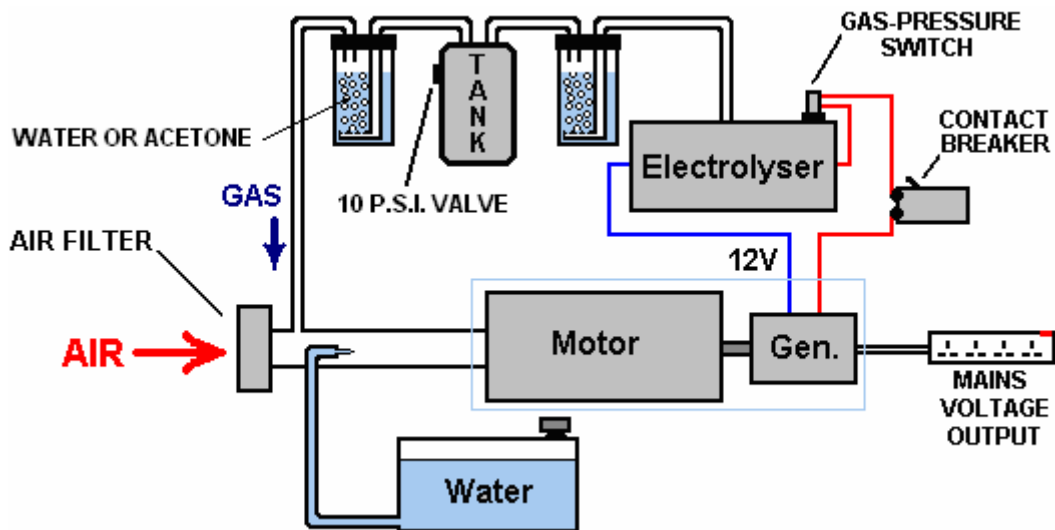 GAS-PRESSURE
SWITCH
TANK
WATER OR ACETONE
CONTACT
BREAKER
Electrolyser
GAS
10 P.S.I. VALVE
AIR FILTER
12V
AIR
Motor
Gen.
MAINS
VOLTAGE
OUTPUT
Water